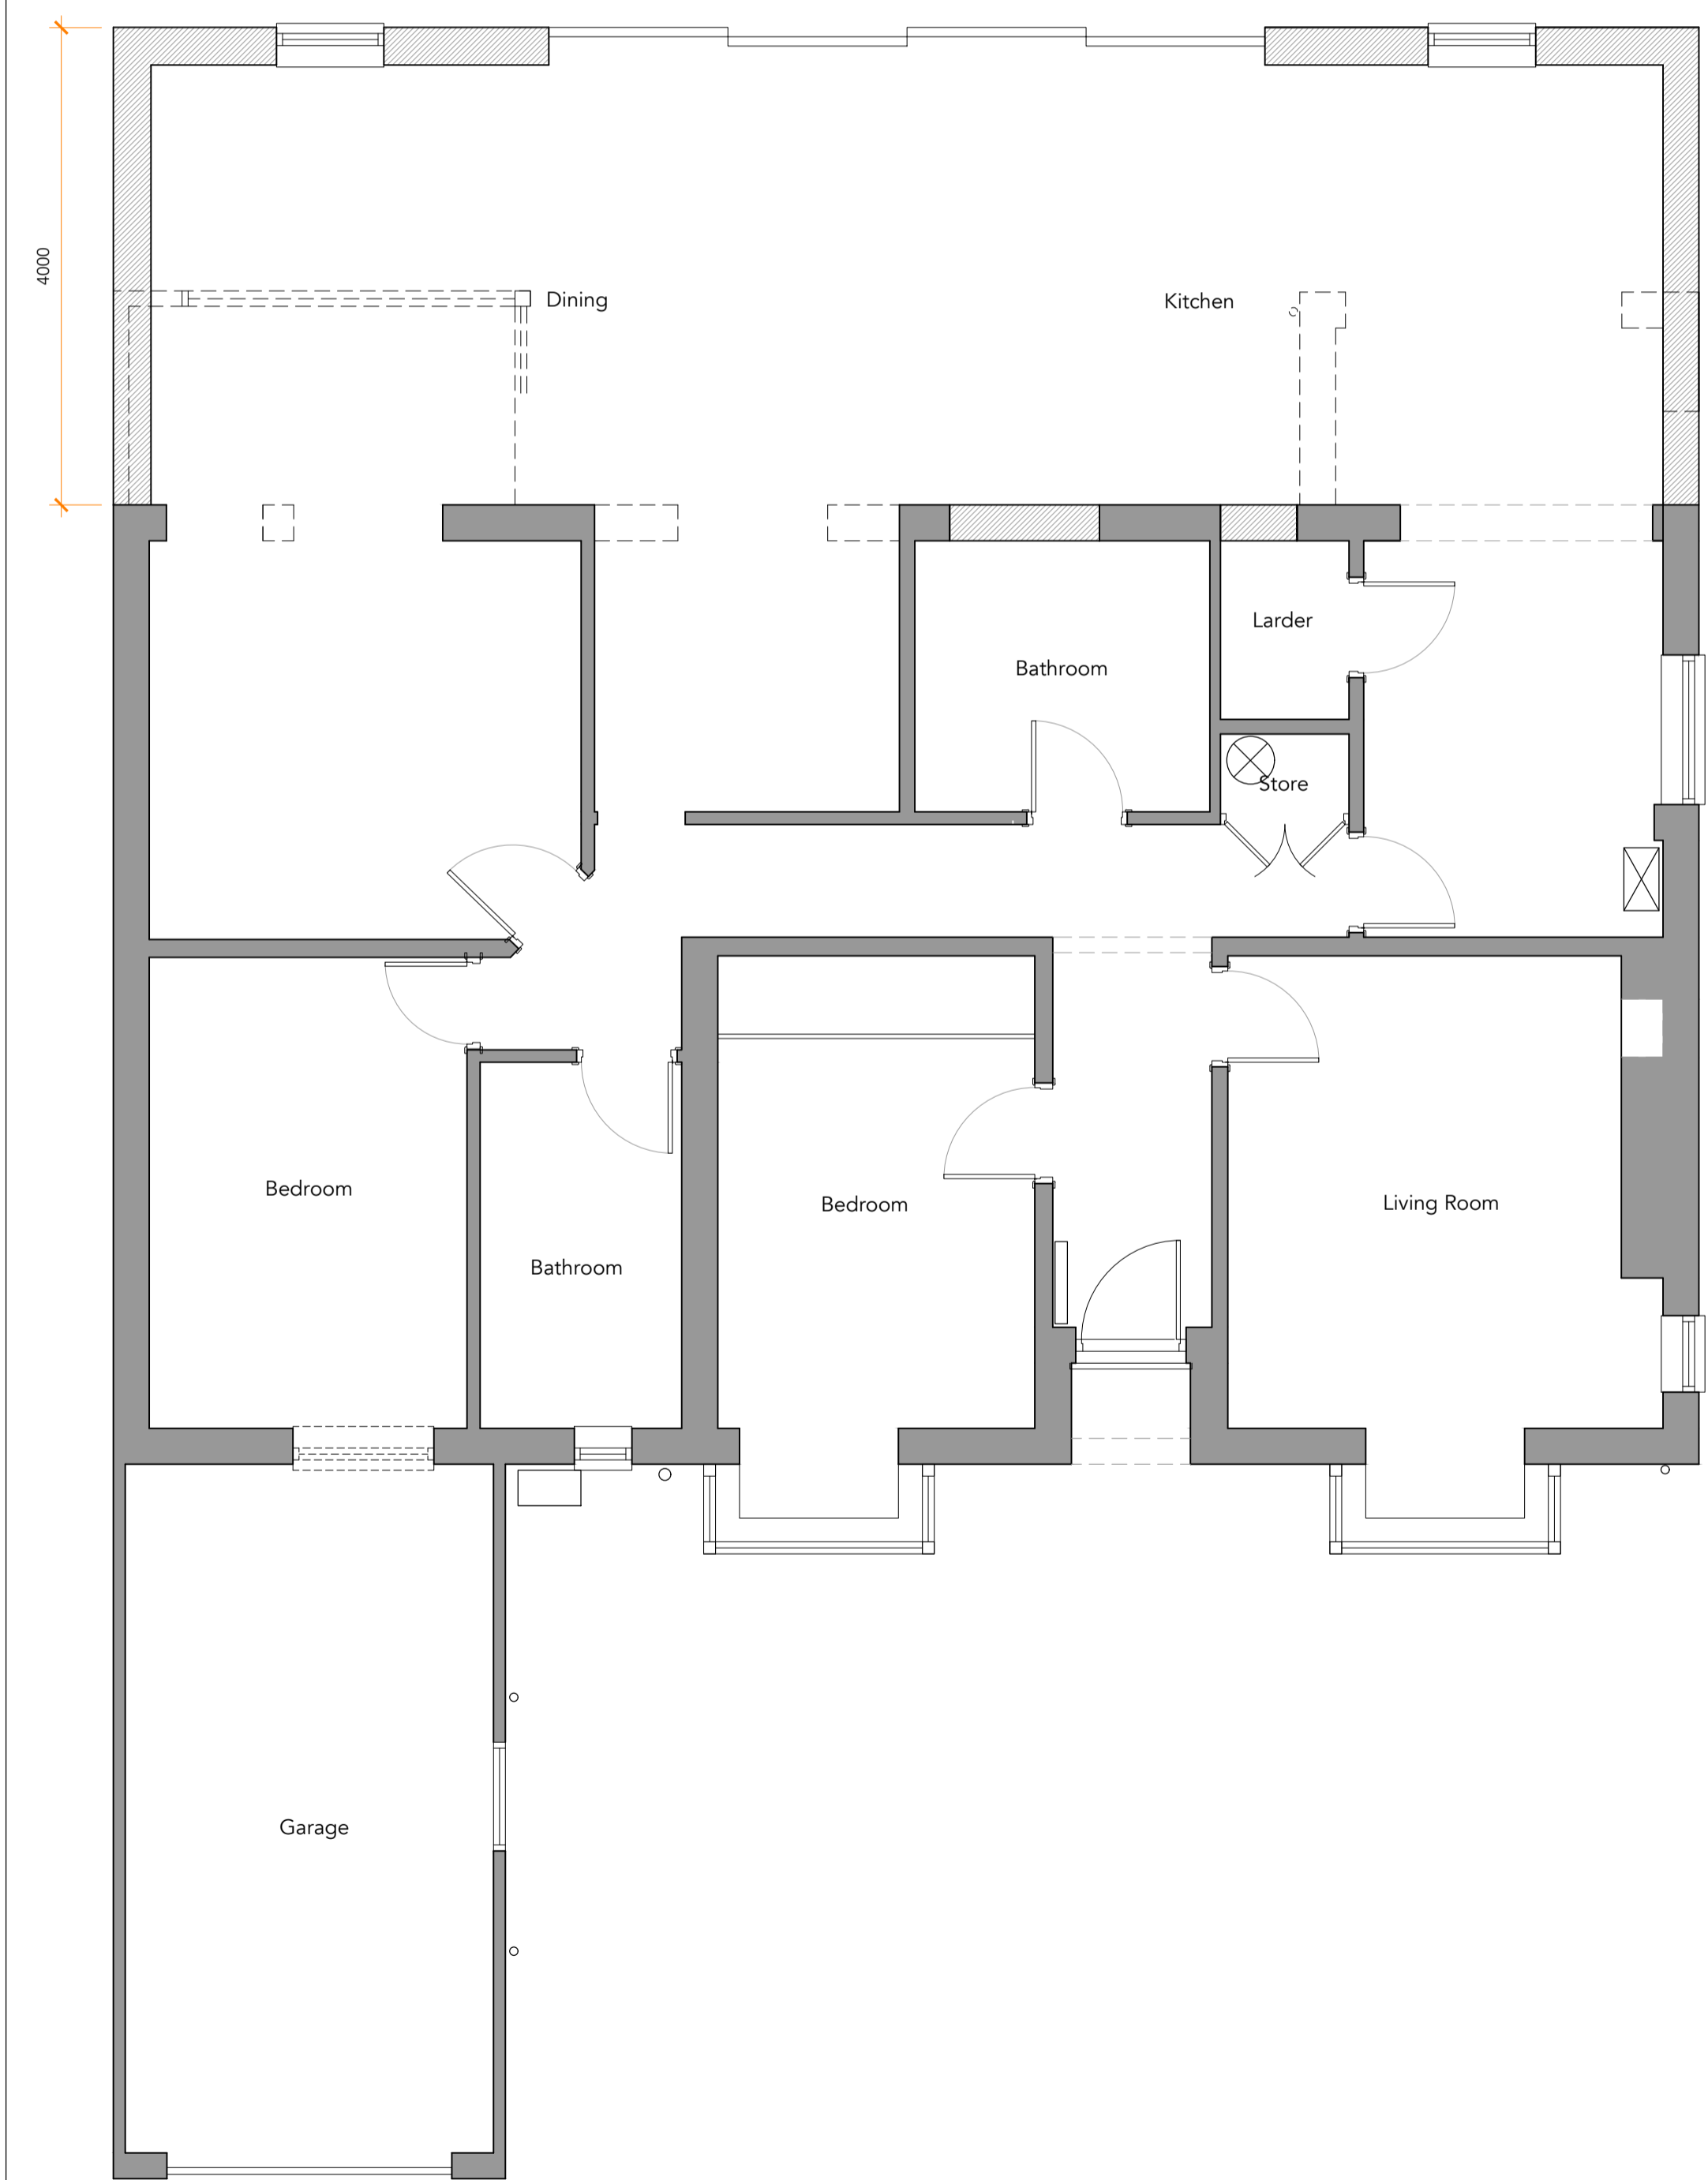 4000
Dining
Kitchen
Larder
Bathroom
Store
Bedroom
Bedroom
Living Room
Bathroom
Garage